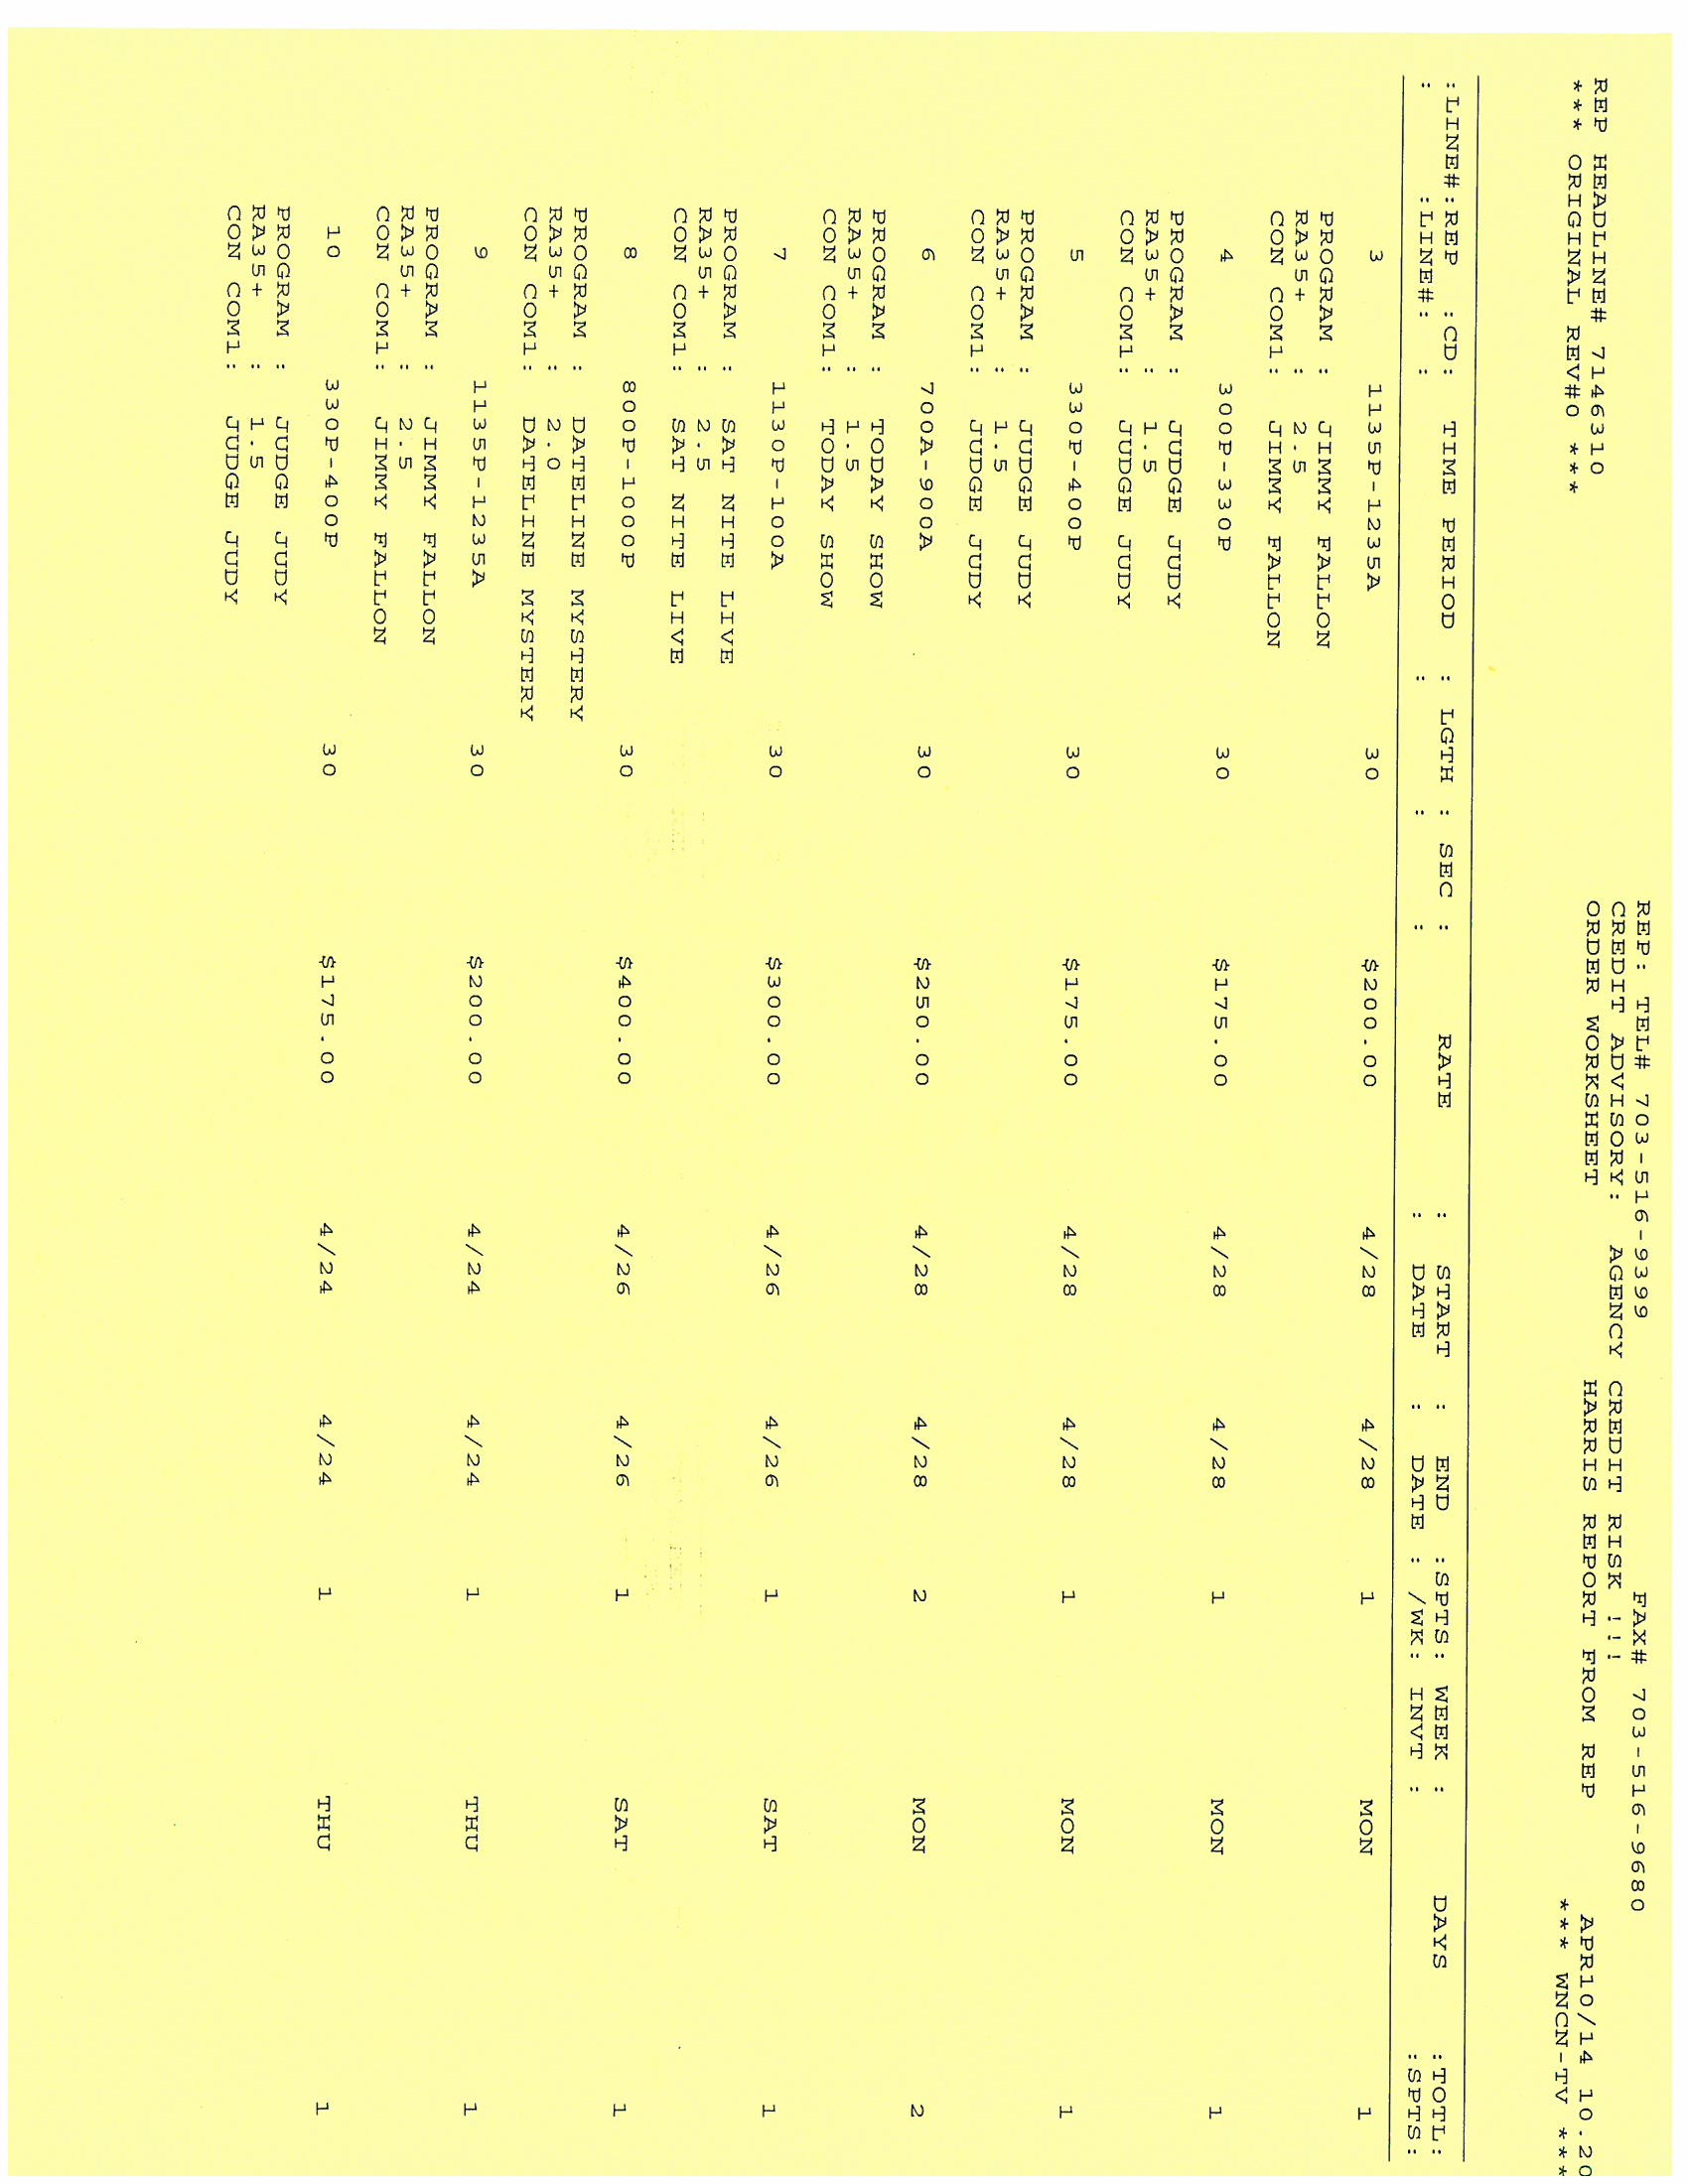 REP: TEL# 703-516-9399 FAX# 703-516-9680
CREDIT ADVISORY: AGENCY CREDIT RISK !!!
REP HEADLINE# 7146310 ORDER WORKSHEET HARRIS REPORT FROM REP APR10/14 10.20
*** ORIGINAL REV#0 *** *** WNCN-TV ***
:LINE#:REP :CD: TIME PERIOD : LGTH : SEC : RATE : START : END :SPTS: WEEK : DAYS :TOTL:
: :LINE#: : : : : DATE : DATE : /WK: INVT : :SPTS:
3 1135P-1235A 30 $200.00 4/28 4/28 1 MON 1
PROGRAM : JIMMY FALLON
RA35+ : 2.5
CON COM1: JIMMY FALLON
4 300P-330P 30 $175.00 4/28 4/28 1 MON 1
PROGRAM : JUDGE JUDY
RA35+ : 1.5
CON COM1: JUDGE JUDY
5 330P-400P 30 $175.00 4/28 4/28 1 MON 1
PROGRAM : JUDGE JUDY
RA35+ : 1.5
CON COM1: JUDGE JUDY
6 700A-900A 30 $250.00 4/28 4/28 2 MON 2
PROGRAM : TODAY SHOW
RA35+ : 1.5
CON COM1: TODAY SHOW
7 1130P-100A 30 $300.00 4/26 4/26 1 SAT 1
PROGRAM : SAT NITE LIVE
RA35+ : 2.5
CON COM1: SAT NITE LIVE
8 800P-1000P 30 $400.00 4/26 4/26 1 SAT 1
PROGRAM : DATELINE MYSTERY
RA35+ : 2.0
CON COM1: DATELINE MYSTERY
9 1135P-1235A 30 $200.00 4/24 4/24 1 THU 1
PROGRAM : JIMMY FALLON
RA35+ : 2.5
CON COM1: JIMMY FALLON
10 330P-400P 30 $175.00 4/24 4/24 1 THU 1
PROGRAM : JUDGE JUDY
RA35+ : 1.5
CON COM1: JUDGE JUDY